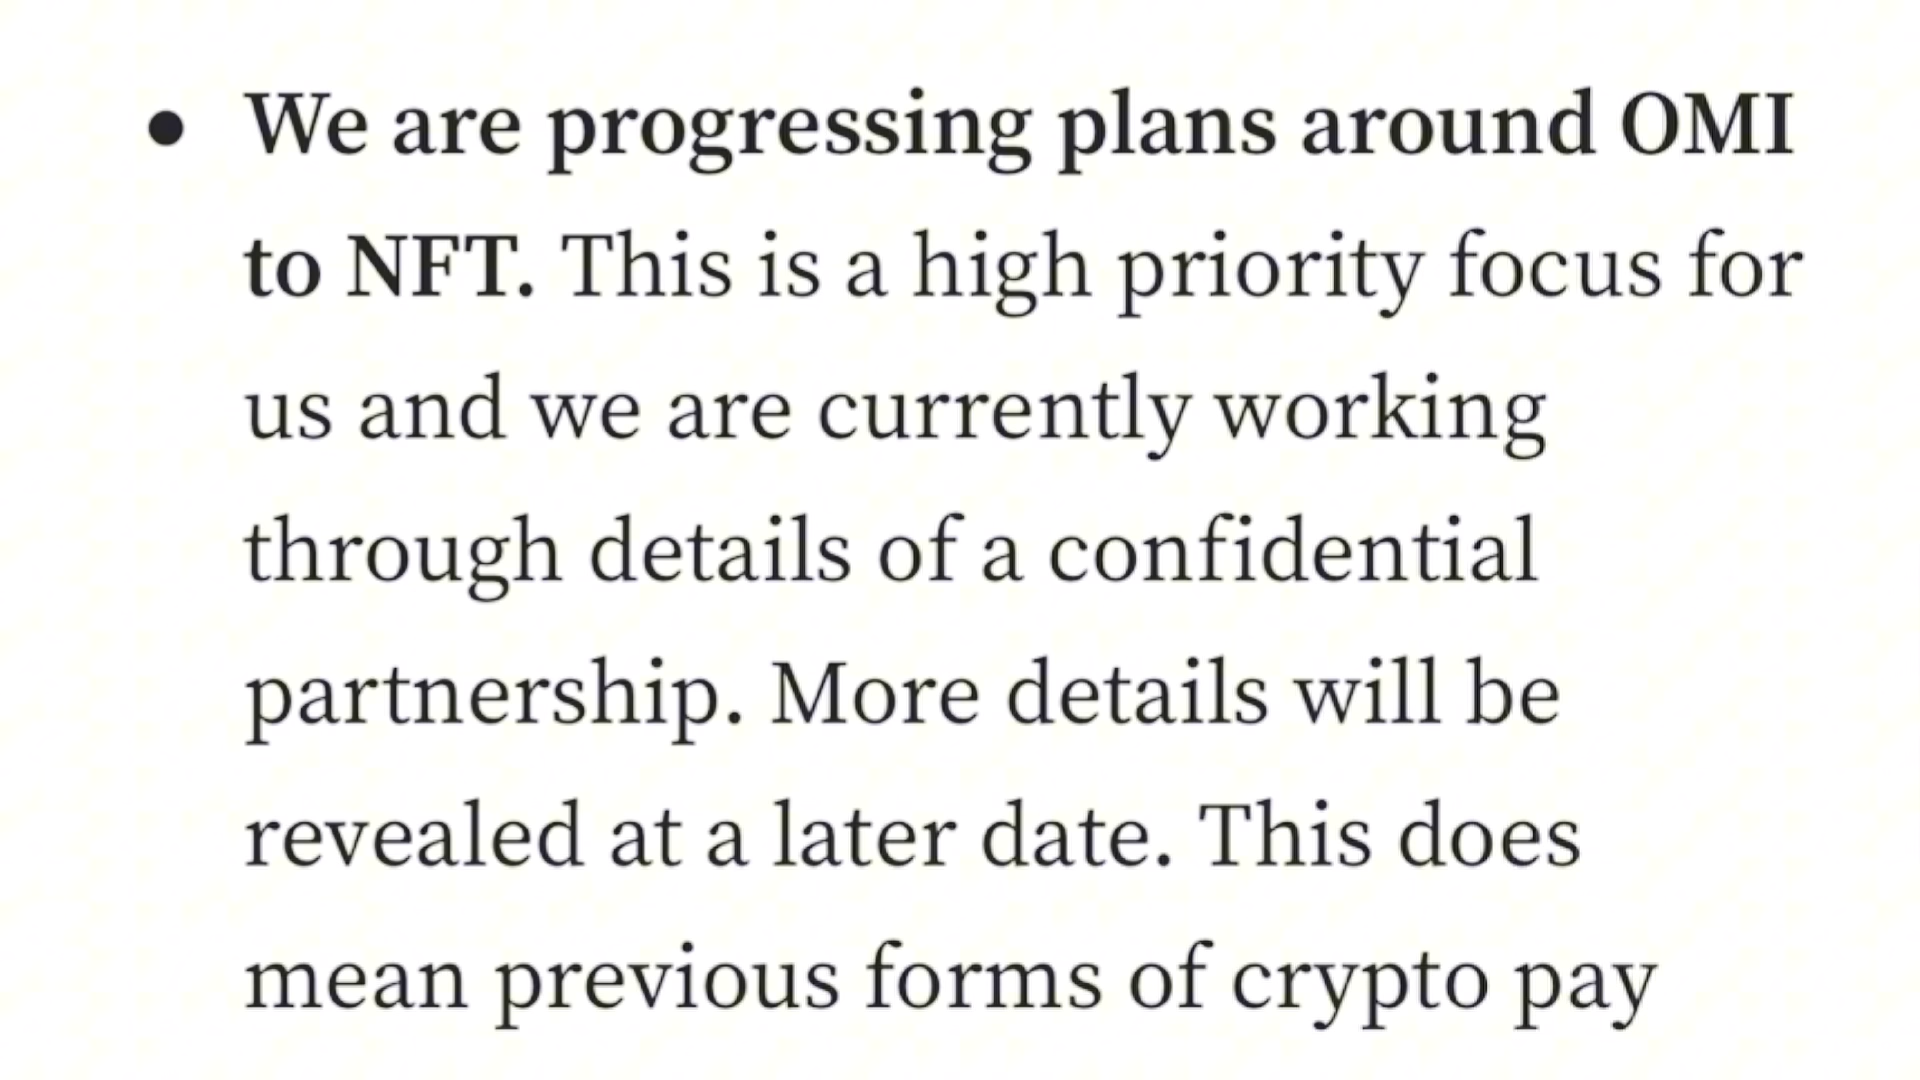 • We are progressing plans around OMI
to NFT. This is a high priority focus for
us and we are currently working
through details of a confidential
partnership. More details will be
revealed at a later date. This does
mean previous forms of crypto pay